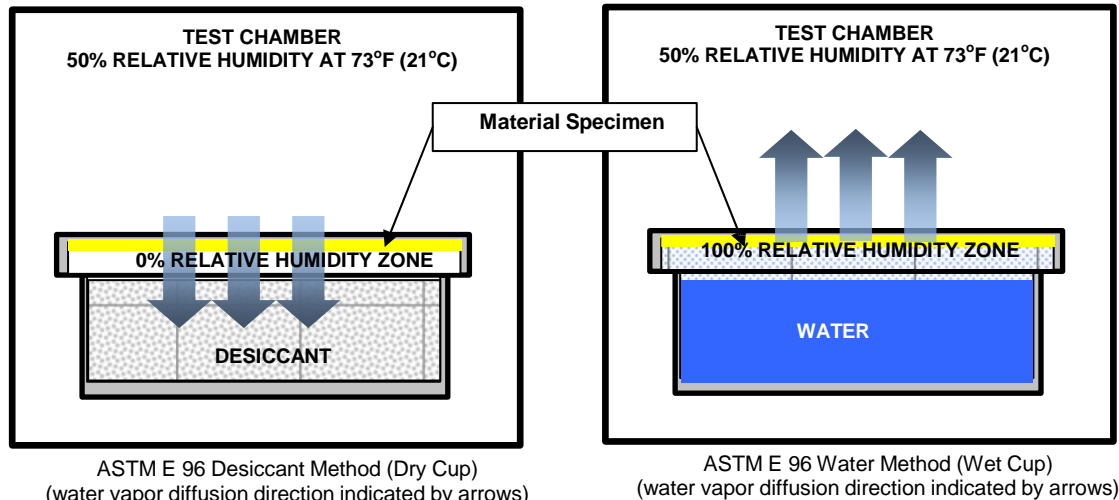 TEST CHAMBER
50% RELATIVE HUMIDITY AT 73°F (21°C)
Material Specimen
0% RELATIVE HUMIDITY ZONE
DESICCANT
ASTM E 96 Desiccant Method (Dry Cup)
(water vapor diffusion direction indicated by arrows)
TEST CHAMBER
50% RELATIVE HUMIDITY AT 73°F (21°C)
100% RELATIVE HUMIDITY ZONE
WATER
ASTM E 96 Water Method (Wet Cup)
(water vapor diffusion direction indicated by arrows)